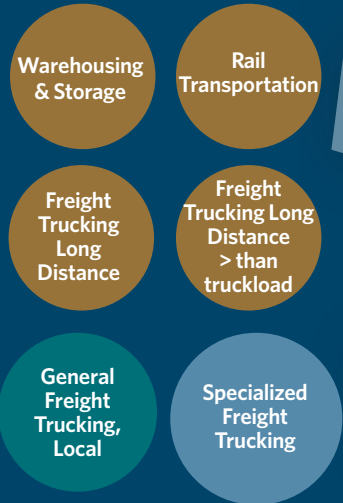 Warehousing
& Storage
Rail
Transportation
Freight
Trucking
Long
Distance
Freight
Trucking Long
Distance
> than
truckload
General
Freight
Trucking,
Local
Specialized
Freight
Trucking